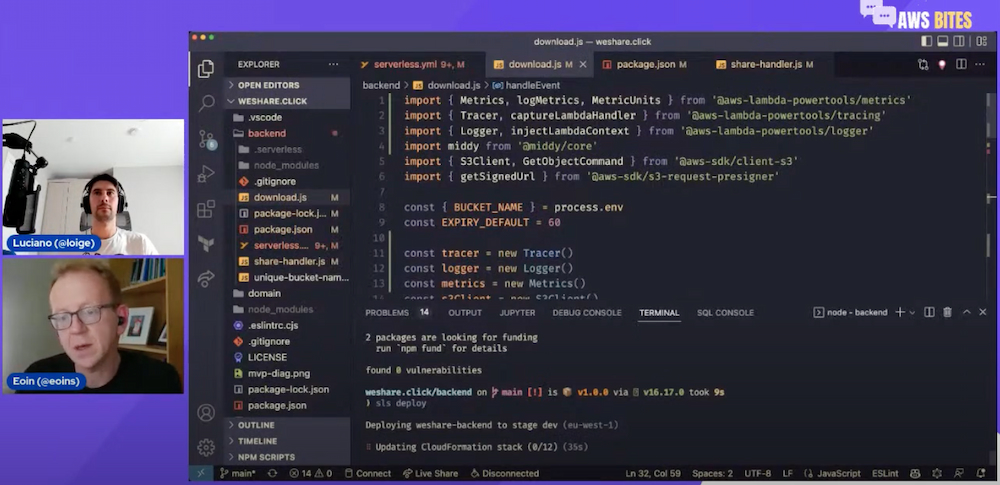 AWS BITES
download.js — weshare.click
EXPLORER
serverless.yml 9+, M
download.js M
package.json M
share-handler.js M
OPEN EDITORS
WESHARE.CLICK
.vscode
backend
.serverless
node_modules
.gitignore
download.js M
package-lock.j... M
package.json M
serverless.... 9+, M
share-handler.js M
unique-bucket-nam...
domain
node_modules
.eslintrc.cjs
.gitignore
LICENSE
mvp-diag.png
package-lock.json
package.json
OUTLINE
TIMELINE
NPM SCRIPTS
backend > download.js > handleEvent
1 import { Metrics, logMetrics, MetricUnits } from '@aws-lambda-powertools/metrics'
2 import { Tracer, captureLambdaHandler } from '@aws-lambda-powertools/tracing'
3 import { Logger, injectLambdaContext } from '@aws-lambda-powertools/logger'
4 import middy from '@middy/core'
5 import { S3Client, GetObjectCommand } from '@aws-sdk/client-s3'
6 import { getSignedUrl } from '@aws-sdk/s3-request-presigner'
7
8 const { BUCKET_NAME } = process.env
9 const EXPIRY_DEFAULT = 60
10
11 const tracer = new Tracer()
12 const logger = new Logger()
13 const metrics = new Metrics()
14 const s3Client = new S3Client()
PROBLEMS 14 OUTPUT JUPYTER DEBUG CONSOLE TERMINAL SQL CONSOLE
node - backend
2 packages are looking for funding
run `npm fund` for details
found 0 vulnerabilities
weshare.click/backend on main [!] is v1.0.0 via v16.17.0 took 9s
) sls deploy
Deploying weshare-backend to stage dev (eu-west-1)
Updating CloudFormation stack (0/12) (35s)
main* 14 0 Connect Live Share Disconnected Ln 32, Col 59 Spaces: 2 UTF-8 LF JavaScript ESLint
Luciano (@loige)
Eoin (@eoins)